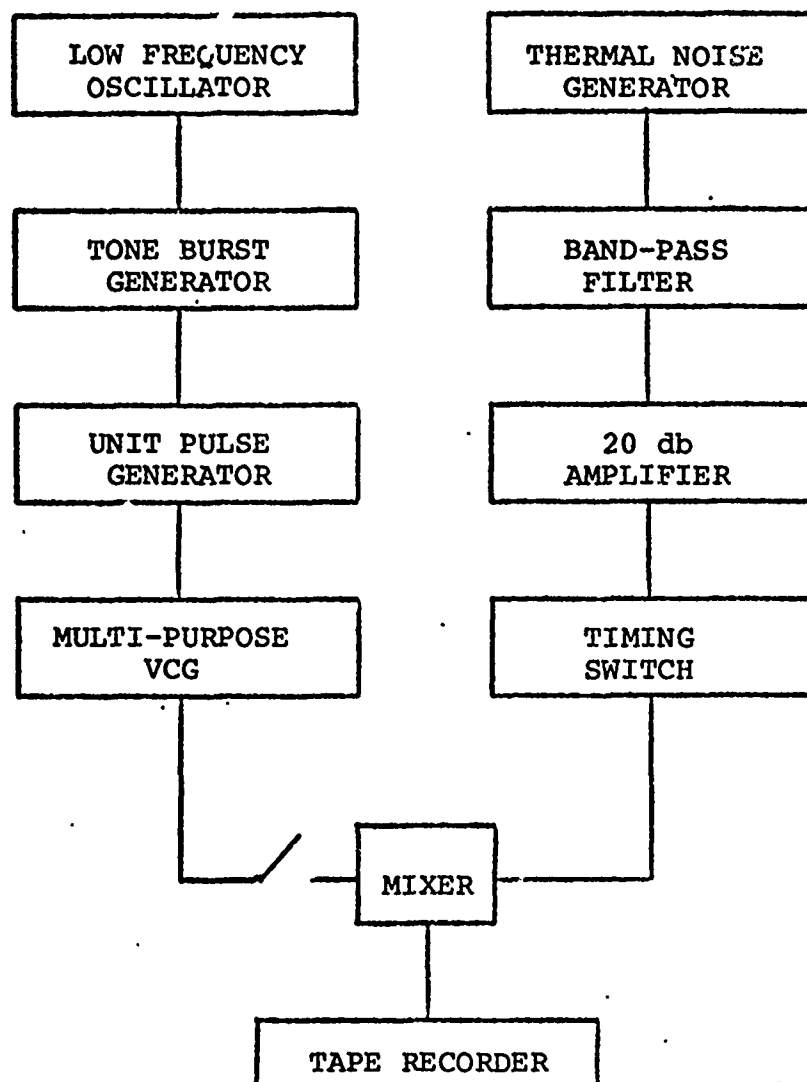 LOW FREQUENCY
OSCILLATOR
THERMAL NOISE
GENERATOR
TONE BURST
GENERATOR
BAND-PASS
FILTER
UNIT PULSE
GENERATOR
20 db
AMPLIFIER
MULTI-PURPOSE
VCG
TIMING
SWITCH
MIXER
TAPE RECORDER